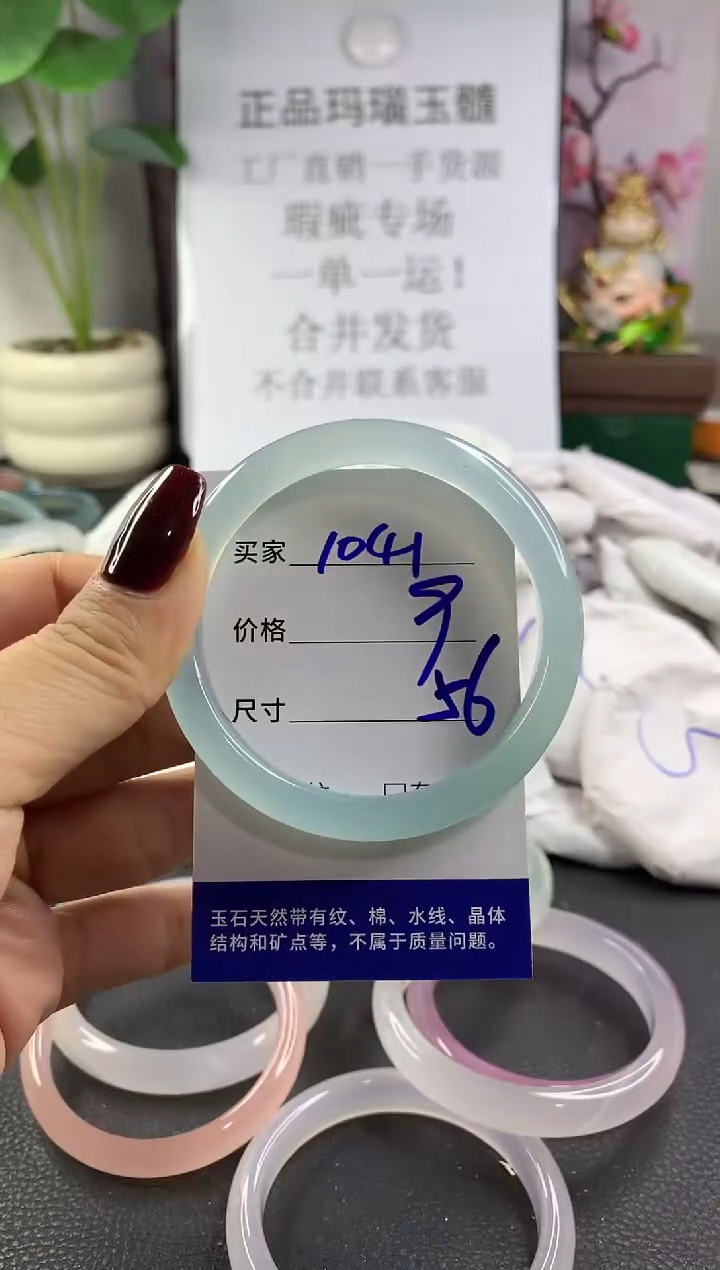 正品玛瑙玉髓
工厂直销一手货源
瑕疵专场
一单一运!
合并发货
不合并联系客服
买家 1041
价格
尺寸 56
玉石天然带有纹、棉、水线、晶体
结构和矿点等，不属于质量问题。